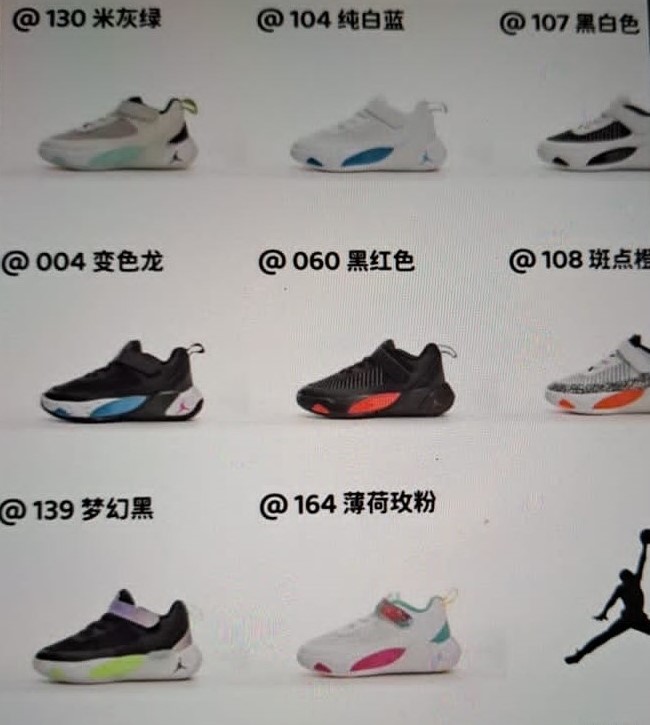 @ 130 米灰绿
@ 104 纯白蓝
@ 107 黑白色
@ 004 变色龙
@ 060 黑红色
@ 108 斑点橙
@ 139 梦幻黑
@ 164 薄荷玫粉